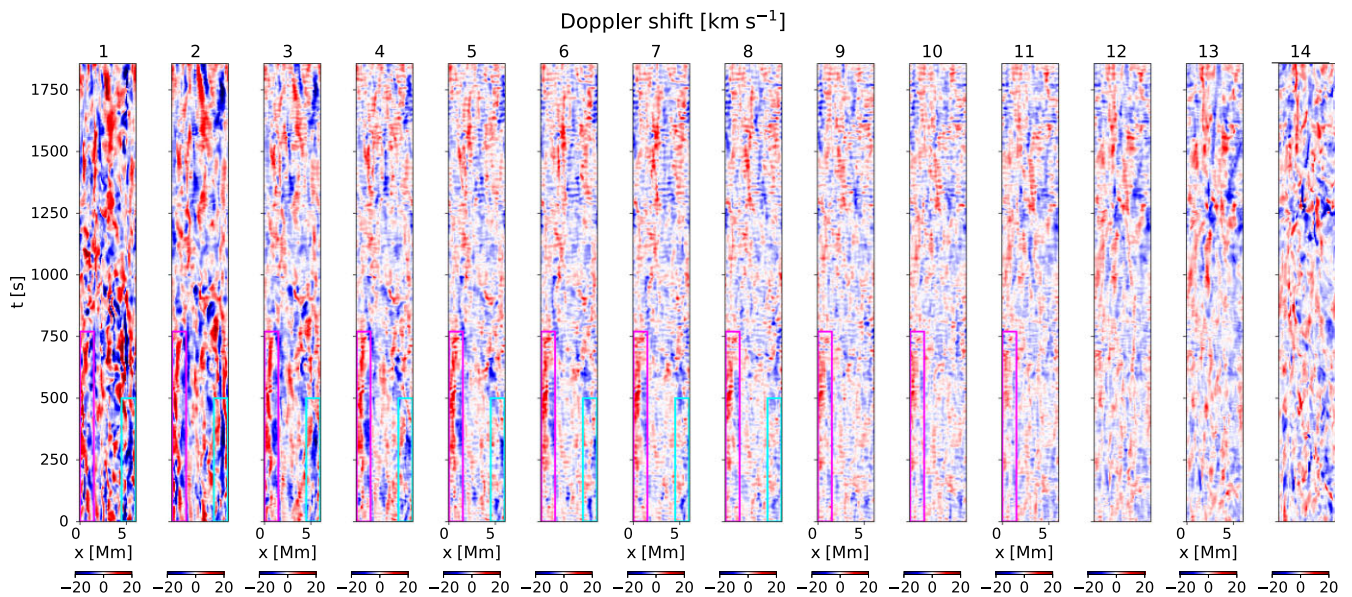 Doppler shift [km s⁻¹]
1 2 3 4 5 6 7 8 9 10 11 12 13 14
1750
1500
1250
1000
750
500
250
0
t [s]
0 5 0 5 0 5 0 5 0 5 0 5 0 5
x [Mm] x [Mm] x [Mm] x [Mm] x [Mm] x [Mm] x [Mm]
−20 0 20 −20 0 20 −20 0 20 −20 0 20 −20 0 20 −20 0 20 −20 0 20 −20 0 20 −20 0 20 −20 0 20 −20 0 20 −20 0 20 −20 0 20 −20 0 20